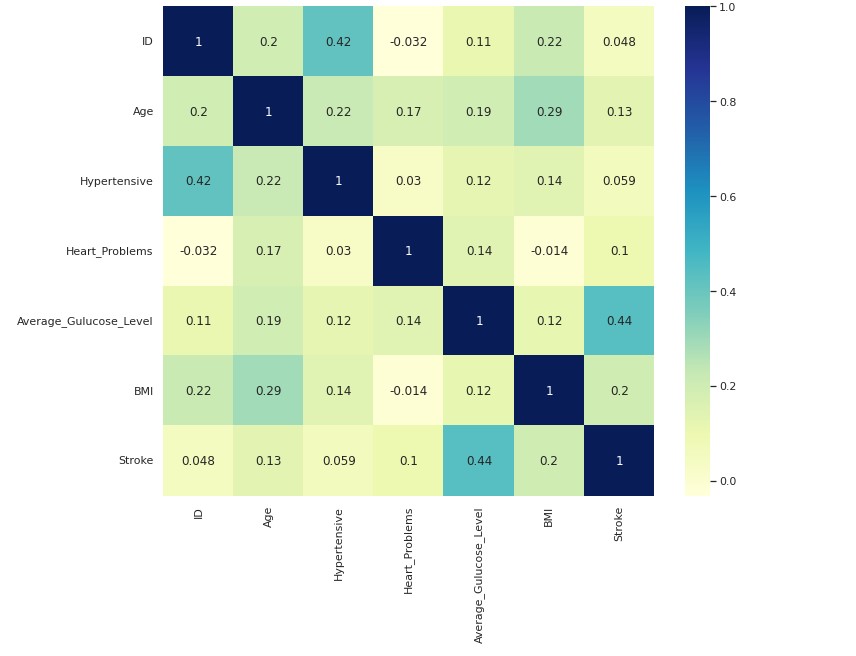 ID 1 0.2 0.42 -0.032 0.11 0.22 0.048
Age 0.2 1 0.22 0.17 0.19 0.29 0.13
Hypertensive 0.42 0.22 1 0.03 0.12 0.14 0.059
Heart_Problems -0.032 0.17 0.03 1 0.14 -0.014 0.1
Average_Gulucose_Level 0.11 0.19 0.12 0.14 1 0.12 0.44
BMI 0.22 0.29 0.14 -0.014 0.12 1 0.2
Stroke 0.048 0.13 0.059 0.1 0.44 0.2 1
ID
Age
Hypertensive
Heart_Problems
Average_Gulucose_Level
BMI
Stroke
1.0
0.8
0.6
0.4
0.2
0.0